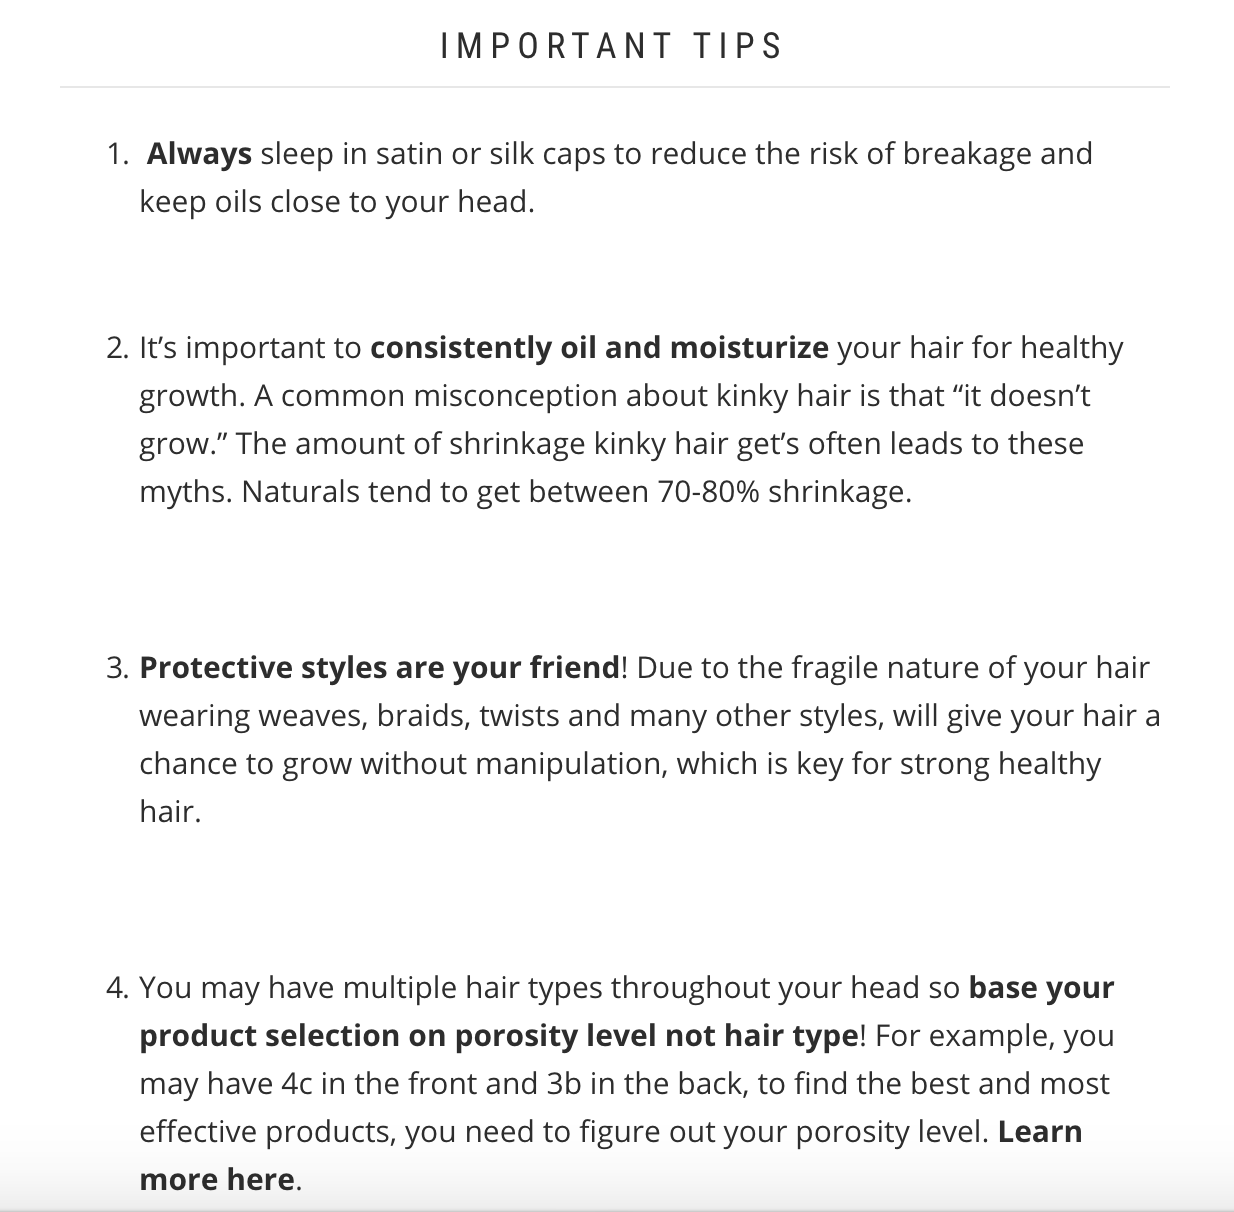 IMPORTANT TIPS
1. Always sleep in satin or silk caps to reduce the risk of breakage and
keep oils close to your head.
2. It’s important to consistently oil and moisturize your hair for healthy
growth. A common misconception about kinky hair is that “it doesn’t
grow.” The amount of shrinkage kinky hair get’s often leads to these
myths. Naturals tend to get between 70-80% shrinkage.
3. Protective styles are your friend! Due to the fragile nature of your hair
wearing weaves, braids, twists and many other styles, will give your hair a
chance to grow without manipulation, which is key for strong healthy
hair.
4. You may have multiple hair types throughout your head so base your
product selection on porosity level not hair type! For example, you
may have 4c in the front and 3b in the back, to find the best and most
effective products, you need to figure out your porosity level. Learn
more here.